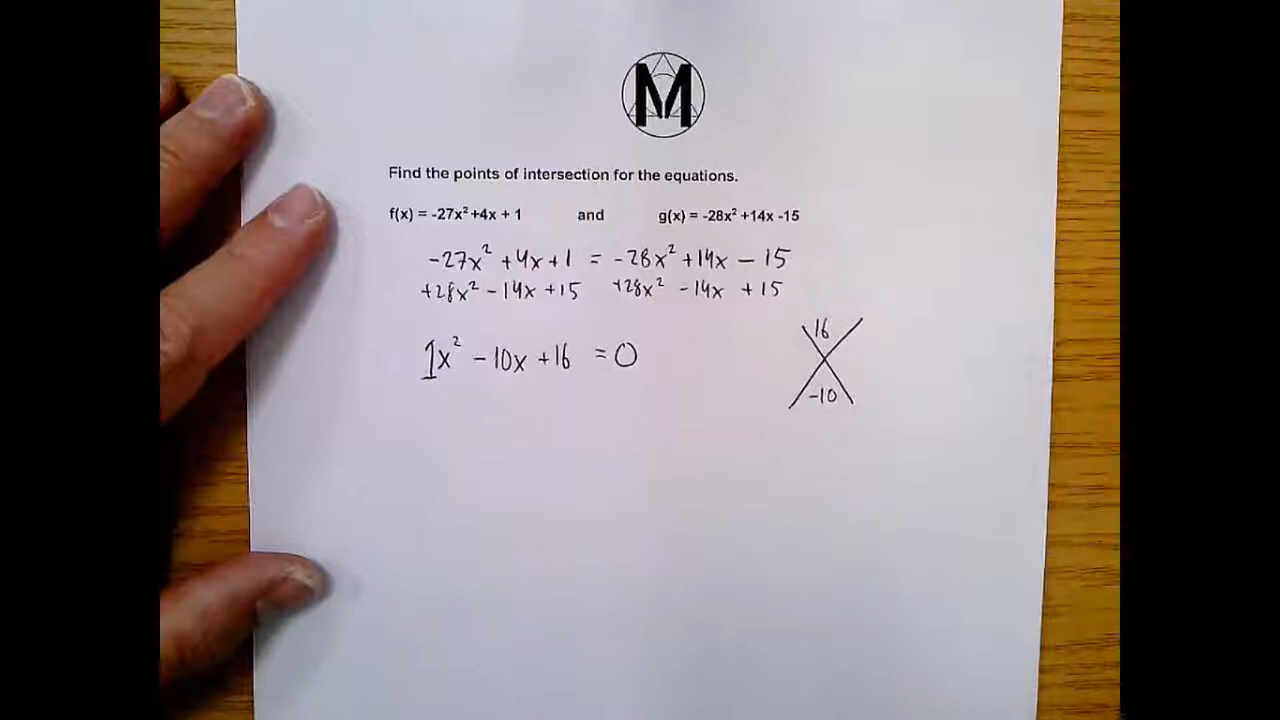 M
Find the points of intersection for the equations.
f(x) = -27x² +4x + 1 and g(x) = -28x² +14x -15
-27x² +4x+1 = -28x² +14x - 15
+28x² - 14x +15 +28x² - 14x +15
1x² - 10x +16 = 0
16
-10